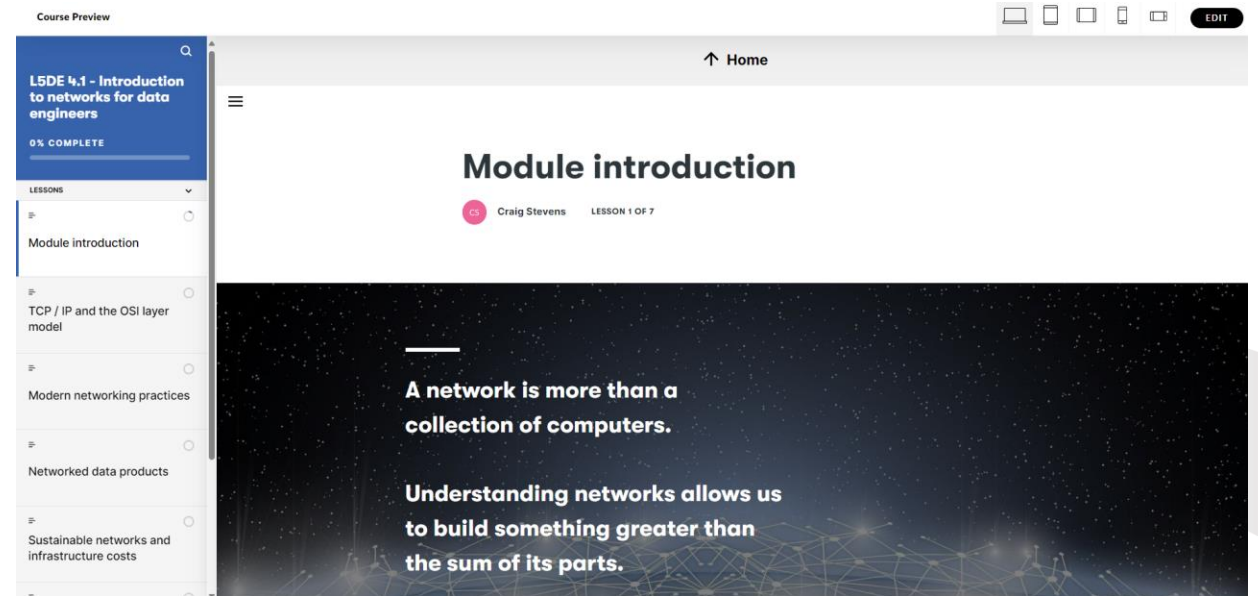 Course Preview
EDIT
L5DE 4.1 - Introduction
to networks for data
engineers
0% COMPLETE
LESSONS
Module introduction
TCP / IP and the OSI layer
model
Modern networking practices
Networked data products
Sustainable networks and
infrastructure costs
Home
Module introduction
CS Craig Stevens LESSON 1 OF 7
A network is more than a
collection of computers.
Understanding networks allows us
to build something greater than
the sum of its parts.